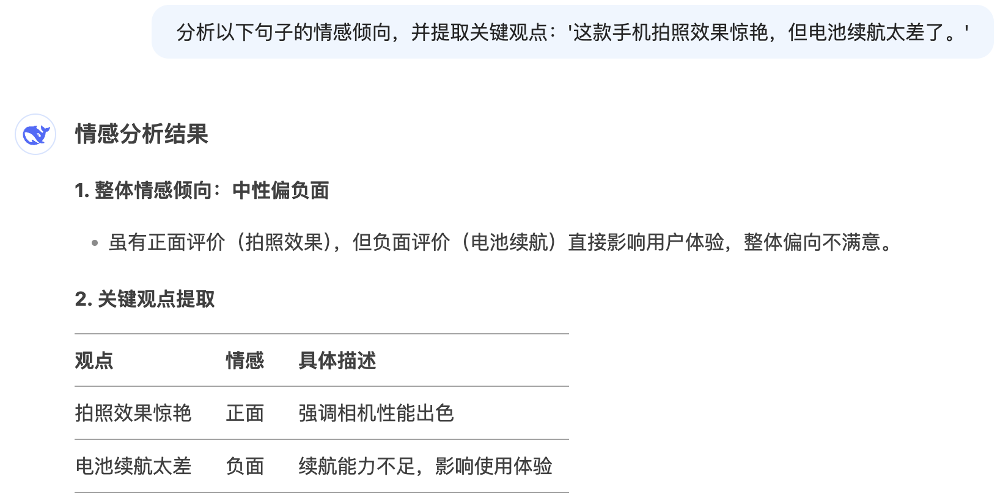 分析以下句子的情感倾向，并提取关键观点：'这款手机拍照效果惊艳，但电池续航太差了。'
情感分析结果
1. 整体情感倾向：中性偏负面
• 虽有正面评价（拍照效果），但负面评价（电池续航）直接影响用户体验，整体偏向不满意。
2. 关键观点提取
观点 情感 具体描述
拍照效果惊艳 正面 强调相机性能出色
电池续航太差 负面 续航能力不足，影响使用体验